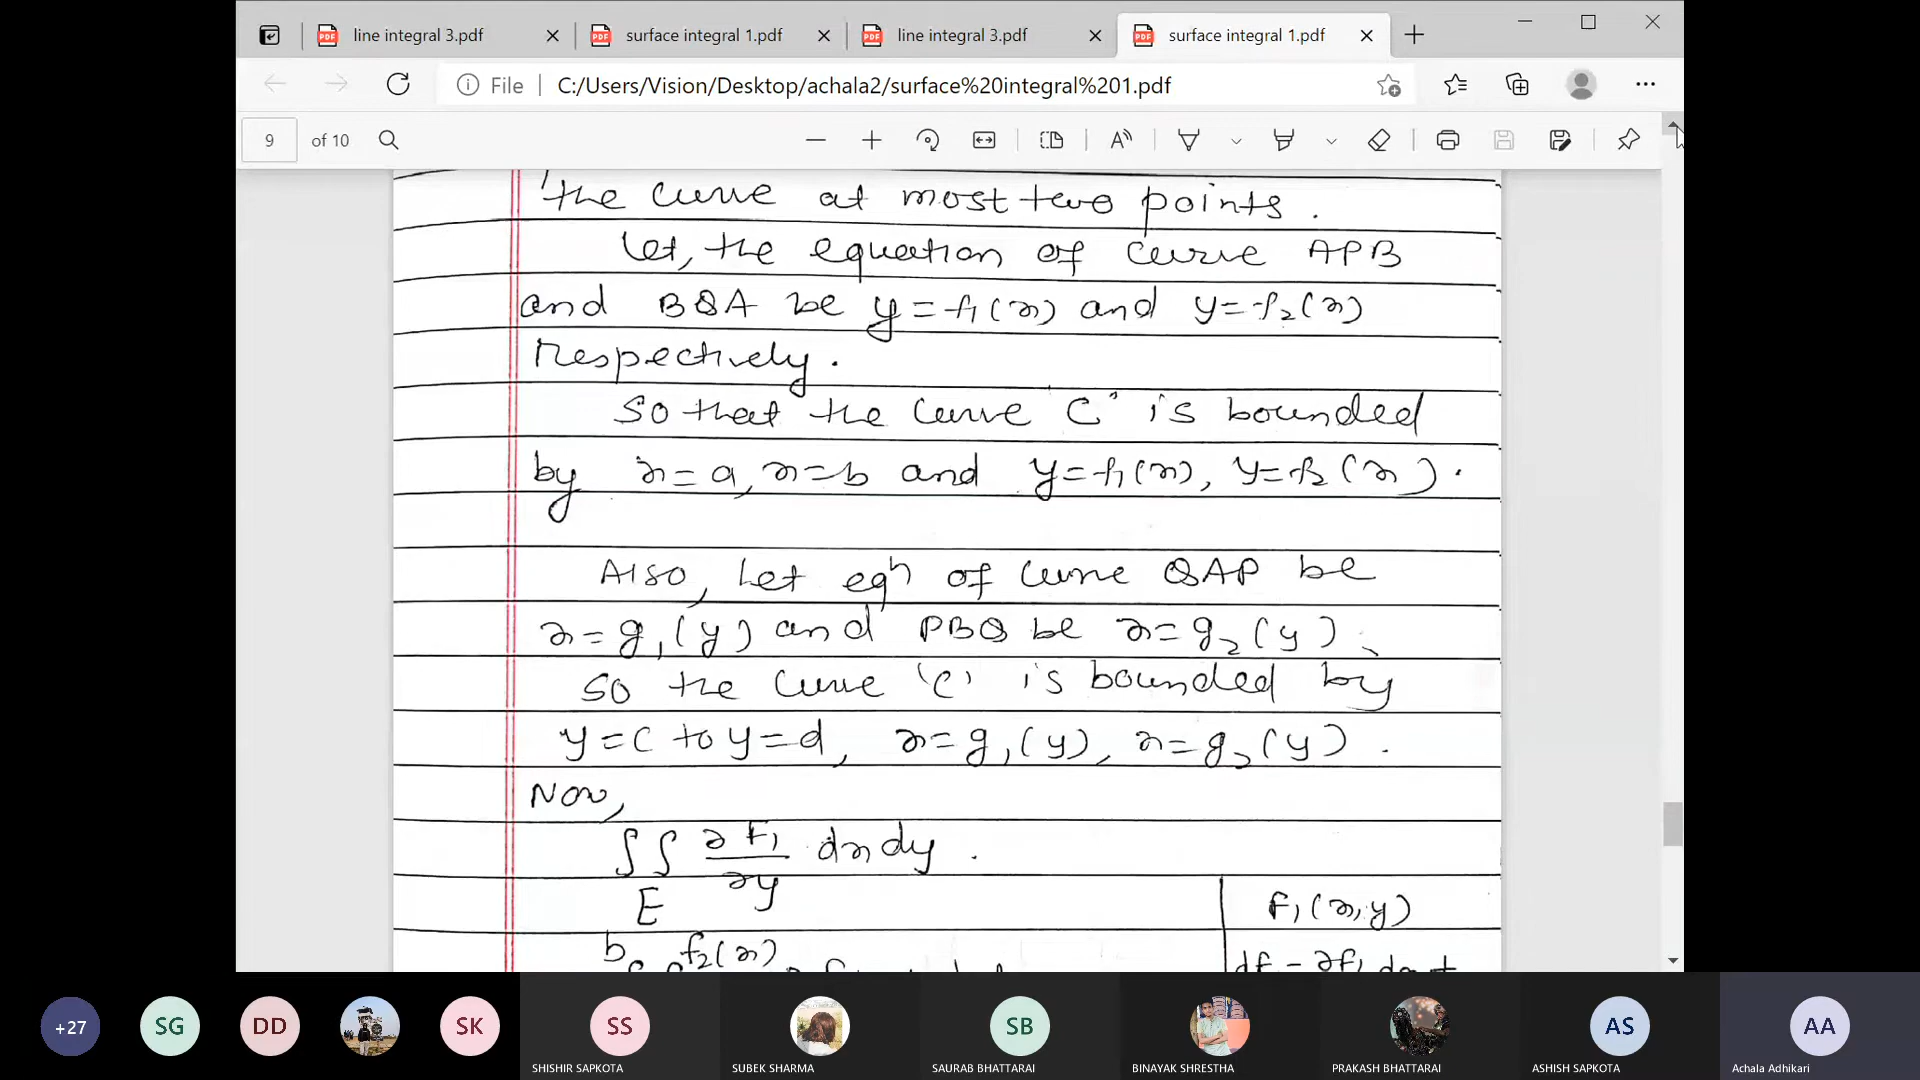 line integral 3.pdf
surface integral 1.pdf
line integral 3.pdf
surface integral 1.pdf
File
C:/Users/Vision/Desktop/achala2/surface%20integral%201.pdf
9 of 10
the curve at most two points.
Let, the equation of curve APB
and BQA be y = f1(x) and y = f2(x)
respectively.
So that the curve 'C' is bounded
by x = a, x = b and y = f1(x), y = f2(x).
Also, Let eqn of curve QAP be
x = g1(y) and PBQ be x = g2(y).
So the curve 'C' is bounded by
y = c to y = d, x = g1(y), x = g2(y).
Now,
∬E ∂F1/∂y dx dy.
F1(x,y)
b f2(x)
+27
SG
DD
SK
SS
SB
AS
AA
SHISHIR SAPKOTA
SUBEK SHARMA
SAURAB BHATTARAI
BINAYAK SHRESTHA
PRAKASH BHATTARAI
ASHISH SAPKOTA
Achala Adhikari